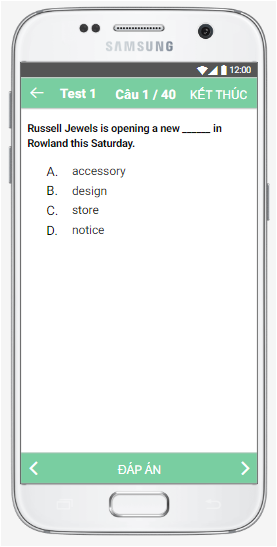 SAMSUNG
12:00
← Test 1 Câu 1 / 40 KẾT THÚC
Russell Jewels is opening a new ______ in
Rowland this Saturday.
A. accessory
B. design
C. store
D. notice
ĐÁP ÁN